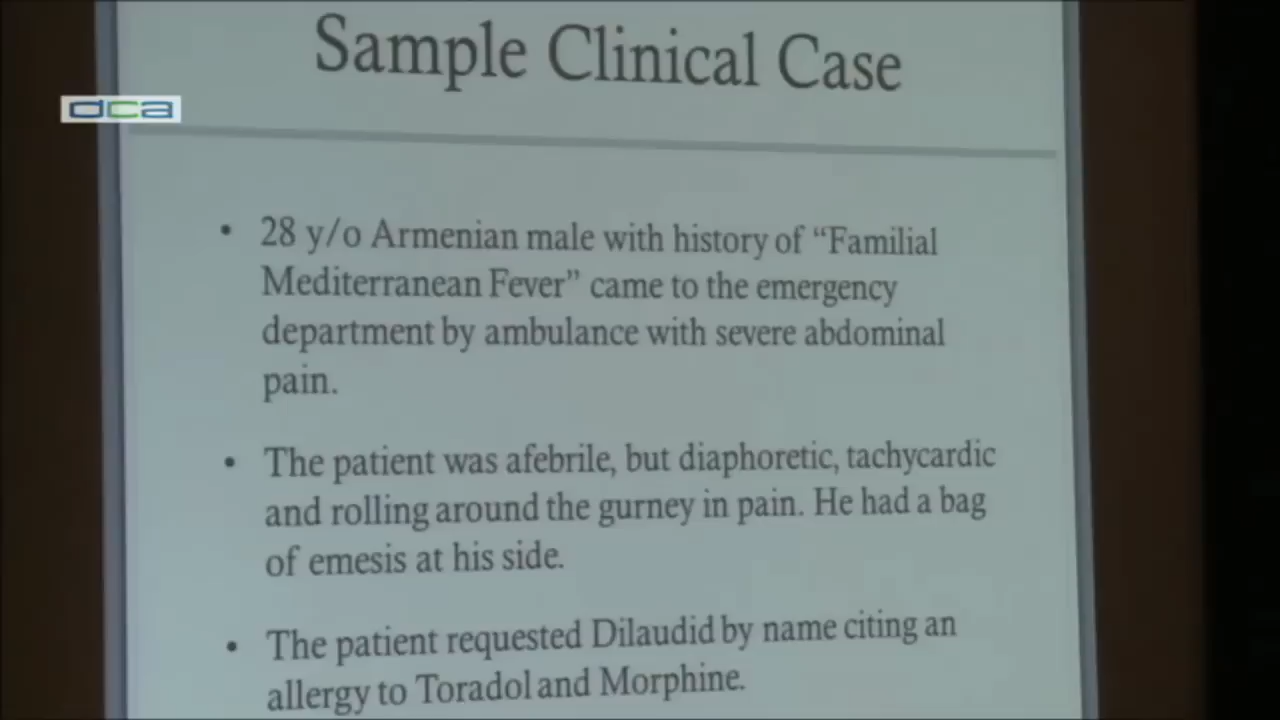 Sample Clinical Case
dca
• 28 y/o Armenian male with history of “Familial
Mediterranean Fever” came to the emergency
department by ambulance with severe abdominal
pain.
• The patient was afebrile, but diaphoretic, tachycardic
and rolling around the gurney in pain. He had a bag
of emesis at his side.
• The patient requested Dilaudid by name citing an
allergy to Toradol and Morphine.